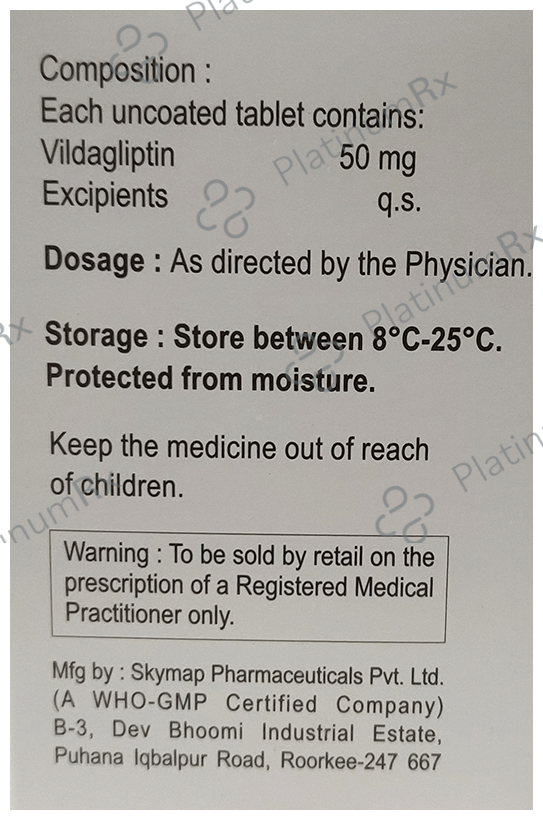 Composition :
Each uncoated tablet contains:
Vildagliptin 50 mg
Excipients q.s.
Dosage : As directed by the Physician.
Storage : Store between 8°C-25°C.
Protected from moisture.
Keep the medicine out of reach
of children.
Warning : To be sold by retail on the
prescription of a Registered Medical
Practitioner only.
Mfg by : Skymap Pharmaceuticals Pvt. Ltd.
(A WHO-GMP Certified Company)
B-3, Dev Bhoomi Industrial Estate,
Puhana Iqbalpur Road, Roorkee-247 667
PlatinumRx
PlatinumRx